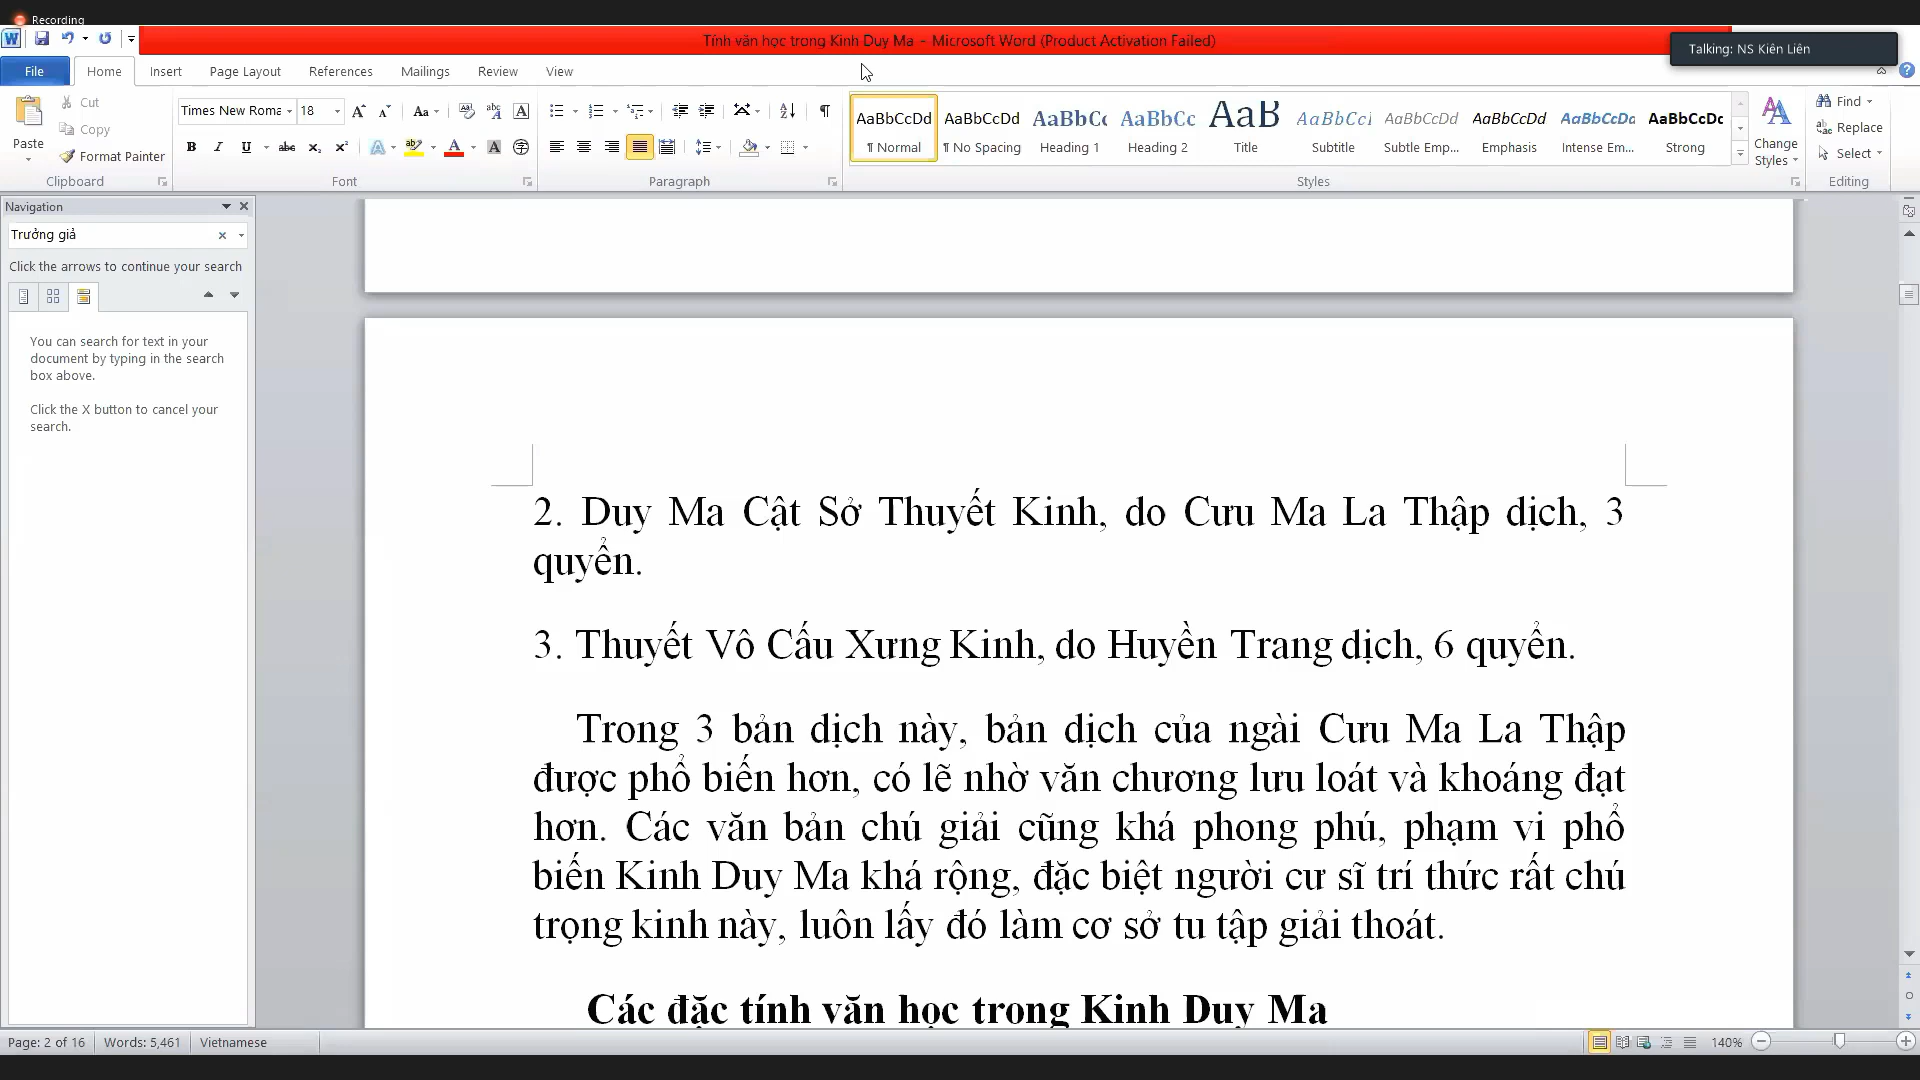 Recording
Tính văn học trong Kinh Duy Ma - Microsoft Word (Product Activation Failed)
Talking: NS Kiên Liên
File Home Insert Page Layout References Mailings Review View
Paste
Cut
Copy
Format Painter
Clipboard
Times New Roma 18
Font
Paragraph
AaBbCcDd AaBbCcDd AaBbCc AaBbCc AaB AaBbCcI AaBbCcDd AaBbCcDd AaBbCcDd AaBbCcDc
¶ Normal ¶ No Spacing Heading 1 Heading 2 Title Subtitle Subtle Emp... Emphasis Intense Em... Strong
Styles
Change Styles
Find
Replace
Select
Editing
Navigation
Trưởng giả
Click the arrows to continue your search
You can search for text in your
document by typing in the search
box above.
Click the X button to cancel your
search.
2. Duy Ma Cật Sở Thuyết Kinh, do Cưu Ma La Thập dịch, 3
quyển.
3. Thuyết Vô Cấu Xưng Kinh, do Huyền Trang dịch, 6 quyển.
Trong 3 bản dịch này, bản dịch của ngài Cưu Ma La Thập
được phổ biến hơn, có lẽ nhờ văn chương lưu loát và khoáng đạt
hơn. Các văn bản chú giải cũng khá phong phú, phạm vi phổ
biến Kinh Duy Ma khá rộng, đặc biệt người cư sĩ trí thức rất chú
trọng kinh này, luôn lấy đó làm cơ sở tu tập giải thoát.
Các đặc tính văn học trong Kinh Duy Ma
Page: 2 of 16 Words: 5,461 Vietnamese 140%